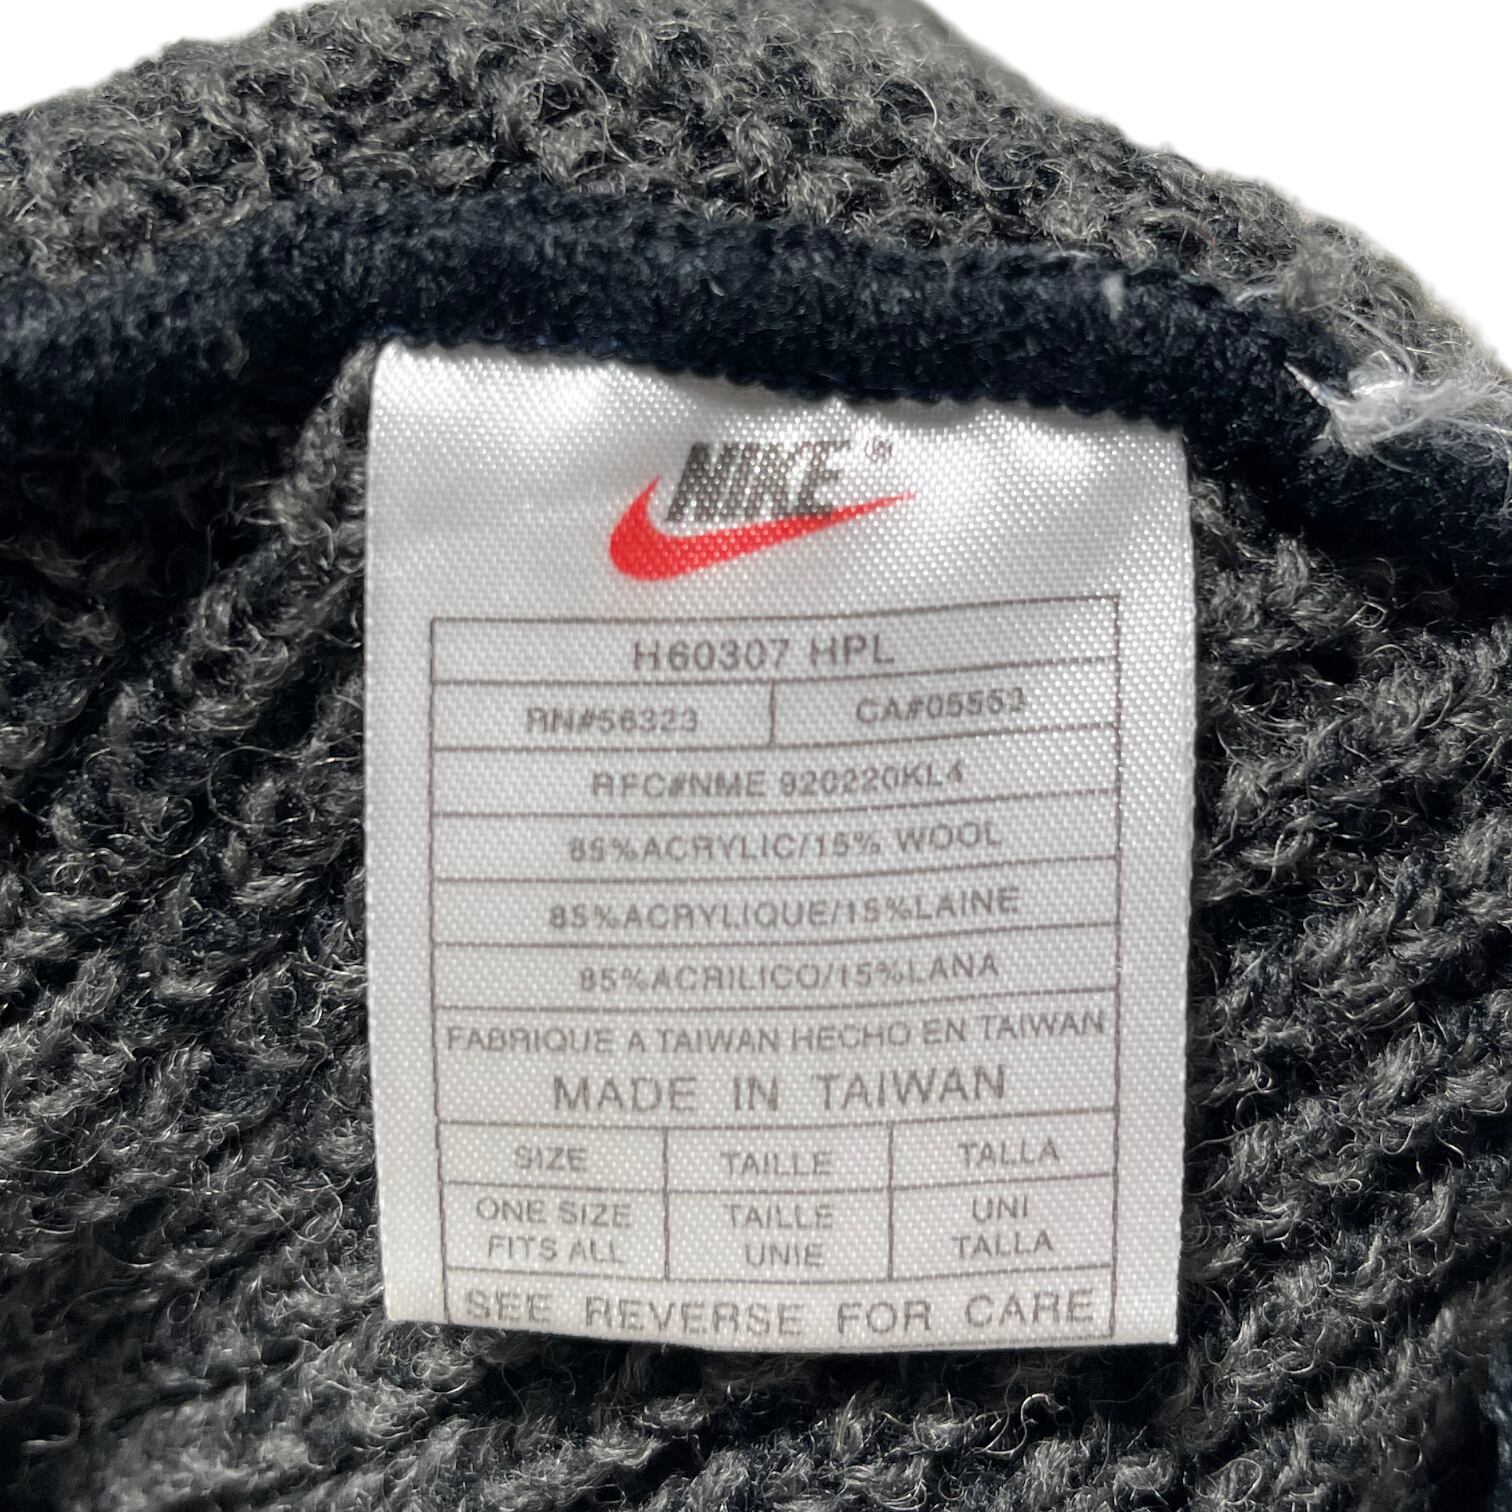 NIKE®
H60307 HPL
RN#56323 CA#05553
RFC#NME 920220KL4
85%ACRYLIC/15% WOOL
85%ACRYLIQUE/15%LAINE
85%ACRILICO/15%LANA
FABRIQUE A TAIWAN HECHO EN TAIWAN
MADE IN TAIWAN
SIZE TAILLE TALLA
ONE SIZE TAILLE UNI
FITS ALL UNIE TALLA
SEE REVERSE FOR CARE